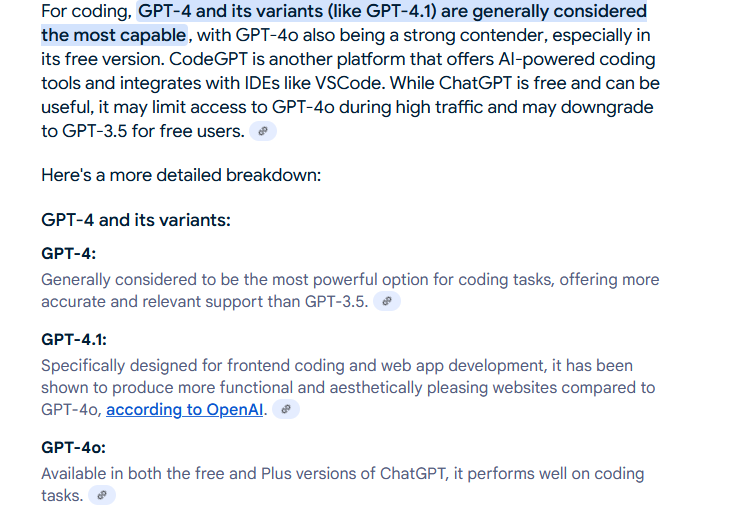 For coding, GPT-4 and its variants (like GPT-4.1) are generally considered
the most capable, with GPT-4o also being a strong contender, especially in
its free version. CodeGPT is another platform that offers AI-powered coding
tools and integrates with IDEs like VSCode. While ChatGPT is free and can be
useful, it may limit access to GPT-4o during high traffic and may downgrade
to GPT-3.5 for free users.
Here's a more detailed breakdown:
GPT-4 and its variants:
GPT-4:
Generally considered to be the most powerful option for coding tasks, offering more
accurate and relevant support than GPT-3.5.
GPT-4.1:
Specifically designed for frontend coding and web app development, it has been
shown to produce more functional and aesthetically pleasing websites compared to
GPT-4o, according to OpenAI.
GPT-4o:
Available in both the free and Plus versions of ChatGPT, it performs well on coding
tasks.